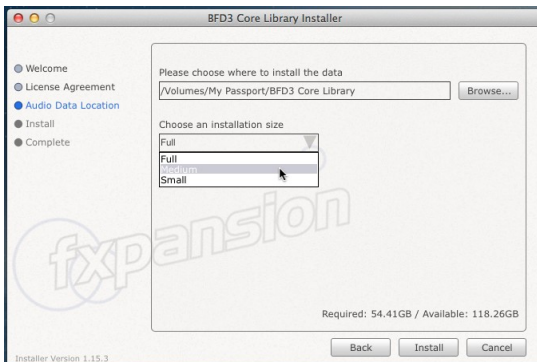 BFD3 Core Library Installer
Welcome
License Agreement
Audio Data Location
Install
Complete
Please choose where to install the data
/Volumes/My Passport/BFD3 Core Library
Browse...
Choose an installation size
Full
Full
Medium
Small
fxpansion
Required: 54.41GB / Available: 118.26GB
Back
Install
Cancel
Installer Version 1.15.3